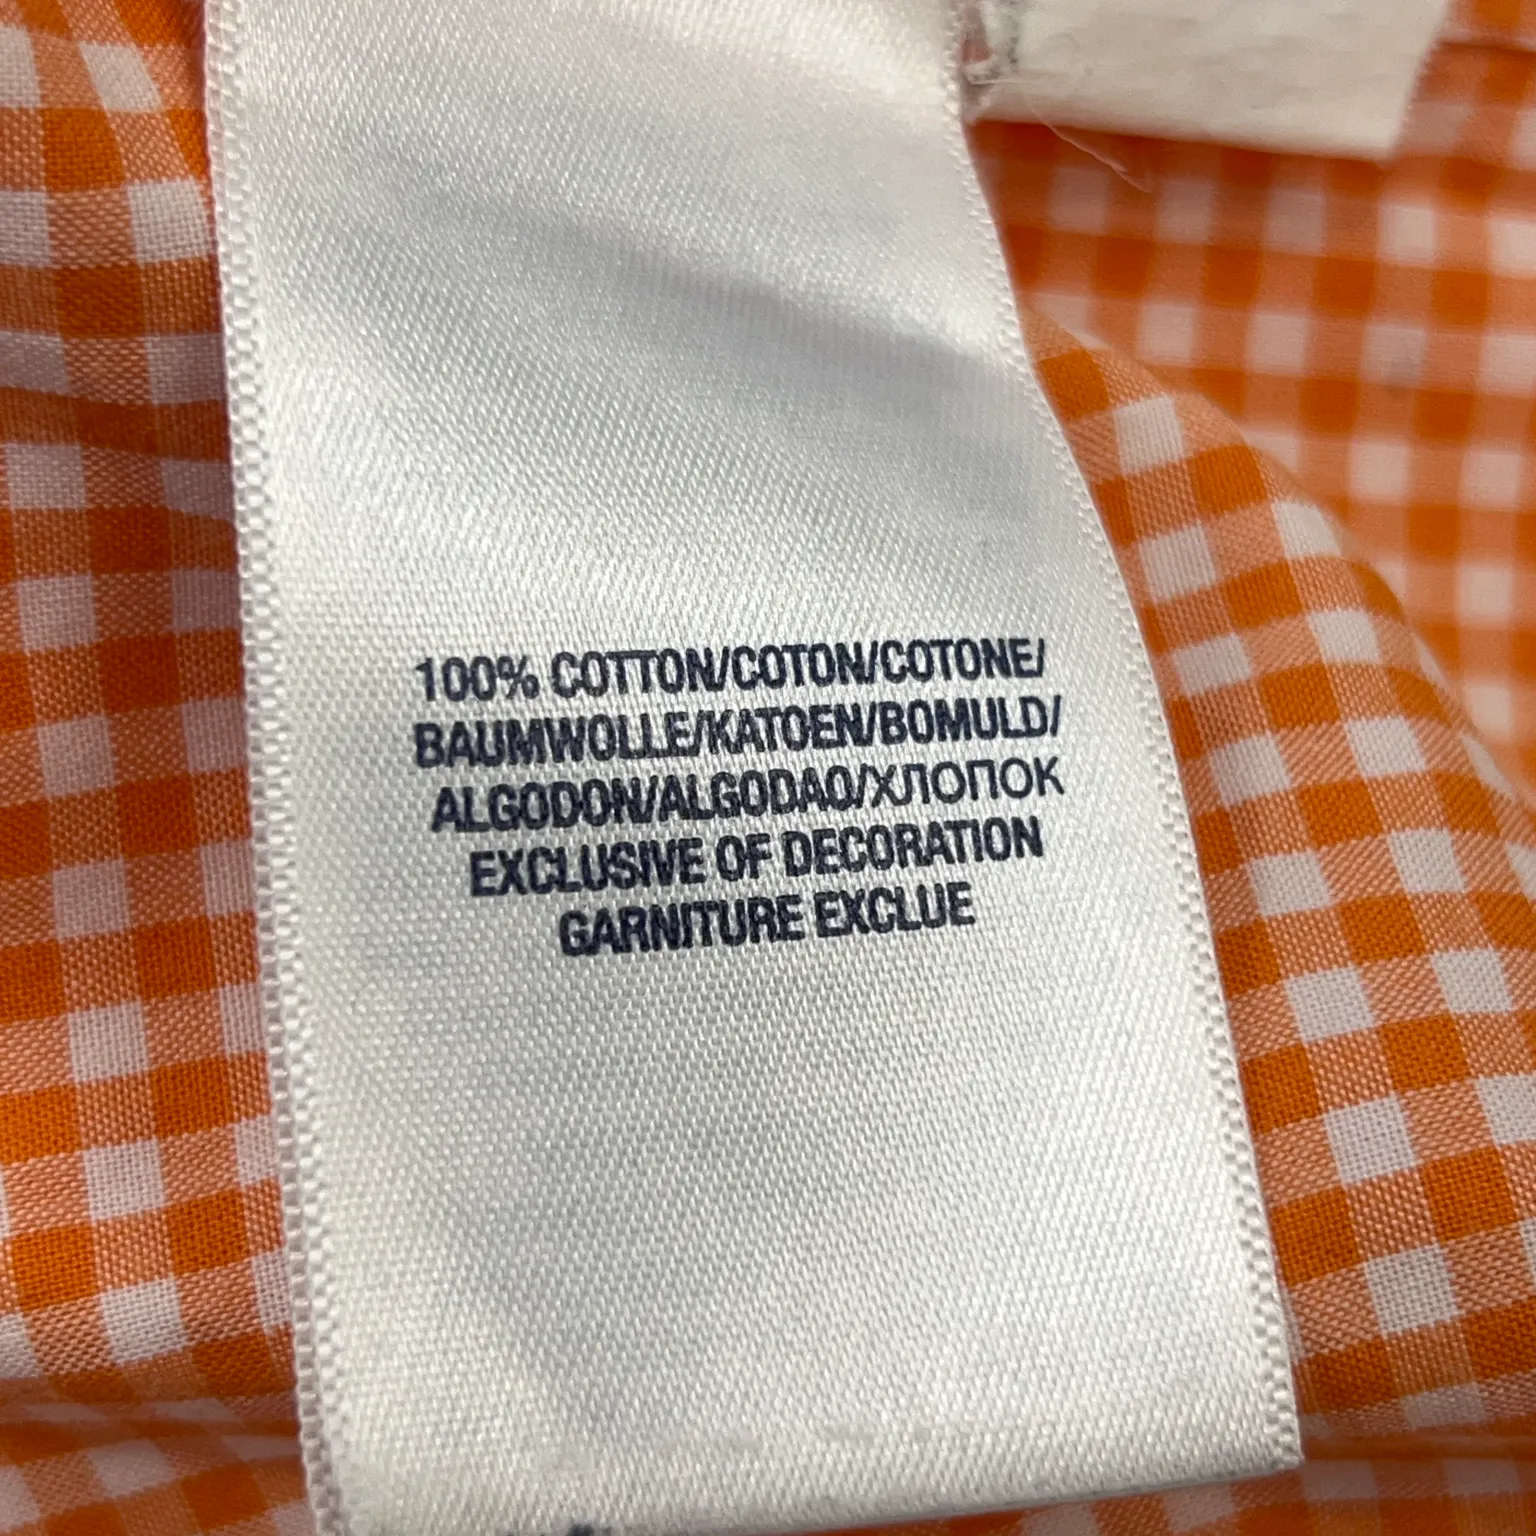 100% COTTON/COTON/COTONE/
BAUMWOLLE/KATOEN/BOMULD/
ALGODON/ALGODAO/ХЛОПОК
EXCLUSIVE OF DECORATION
GARNITURE EXCLUE